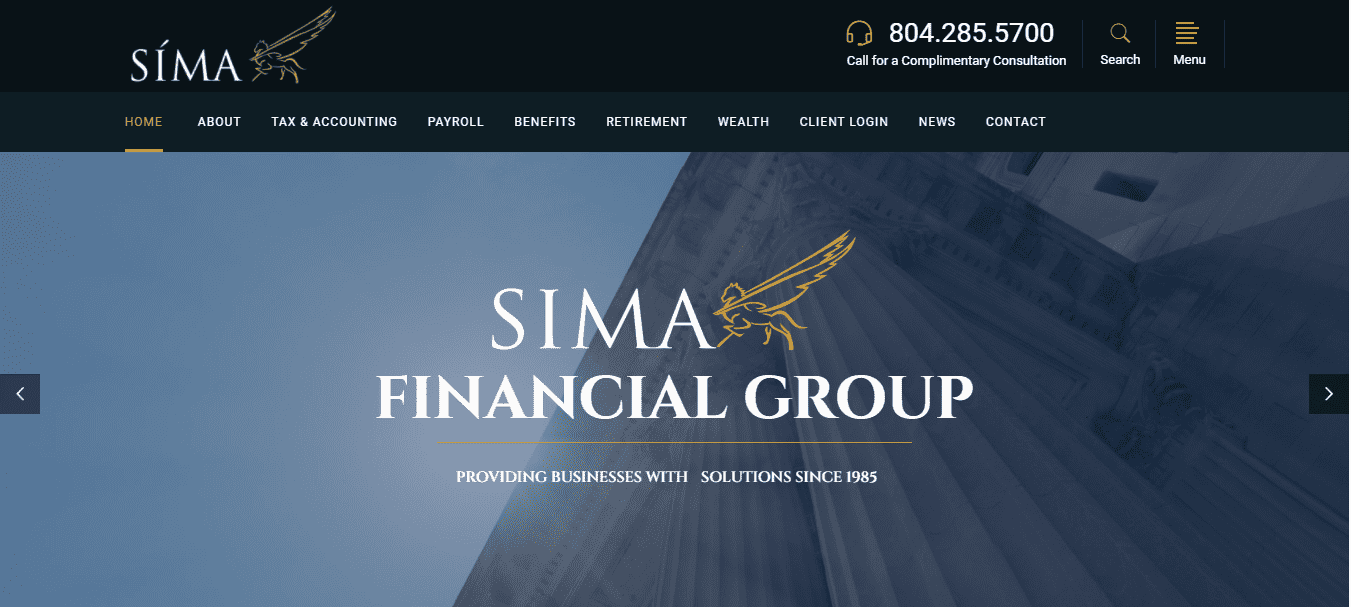 SÍMA
804.285.5700
Call for a Complimentary Consultation
Search
Menu
HOME ABOUT TAX & ACCOUNTING PAYROLL BENEFITS RETIREMENT WEALTH CLIENT LOGIN NEWS CONTACT
SIMA
FINANCIAL GROUP
PROVIDING BUSINESSES WITH SOLUTIONS SINCE 1985